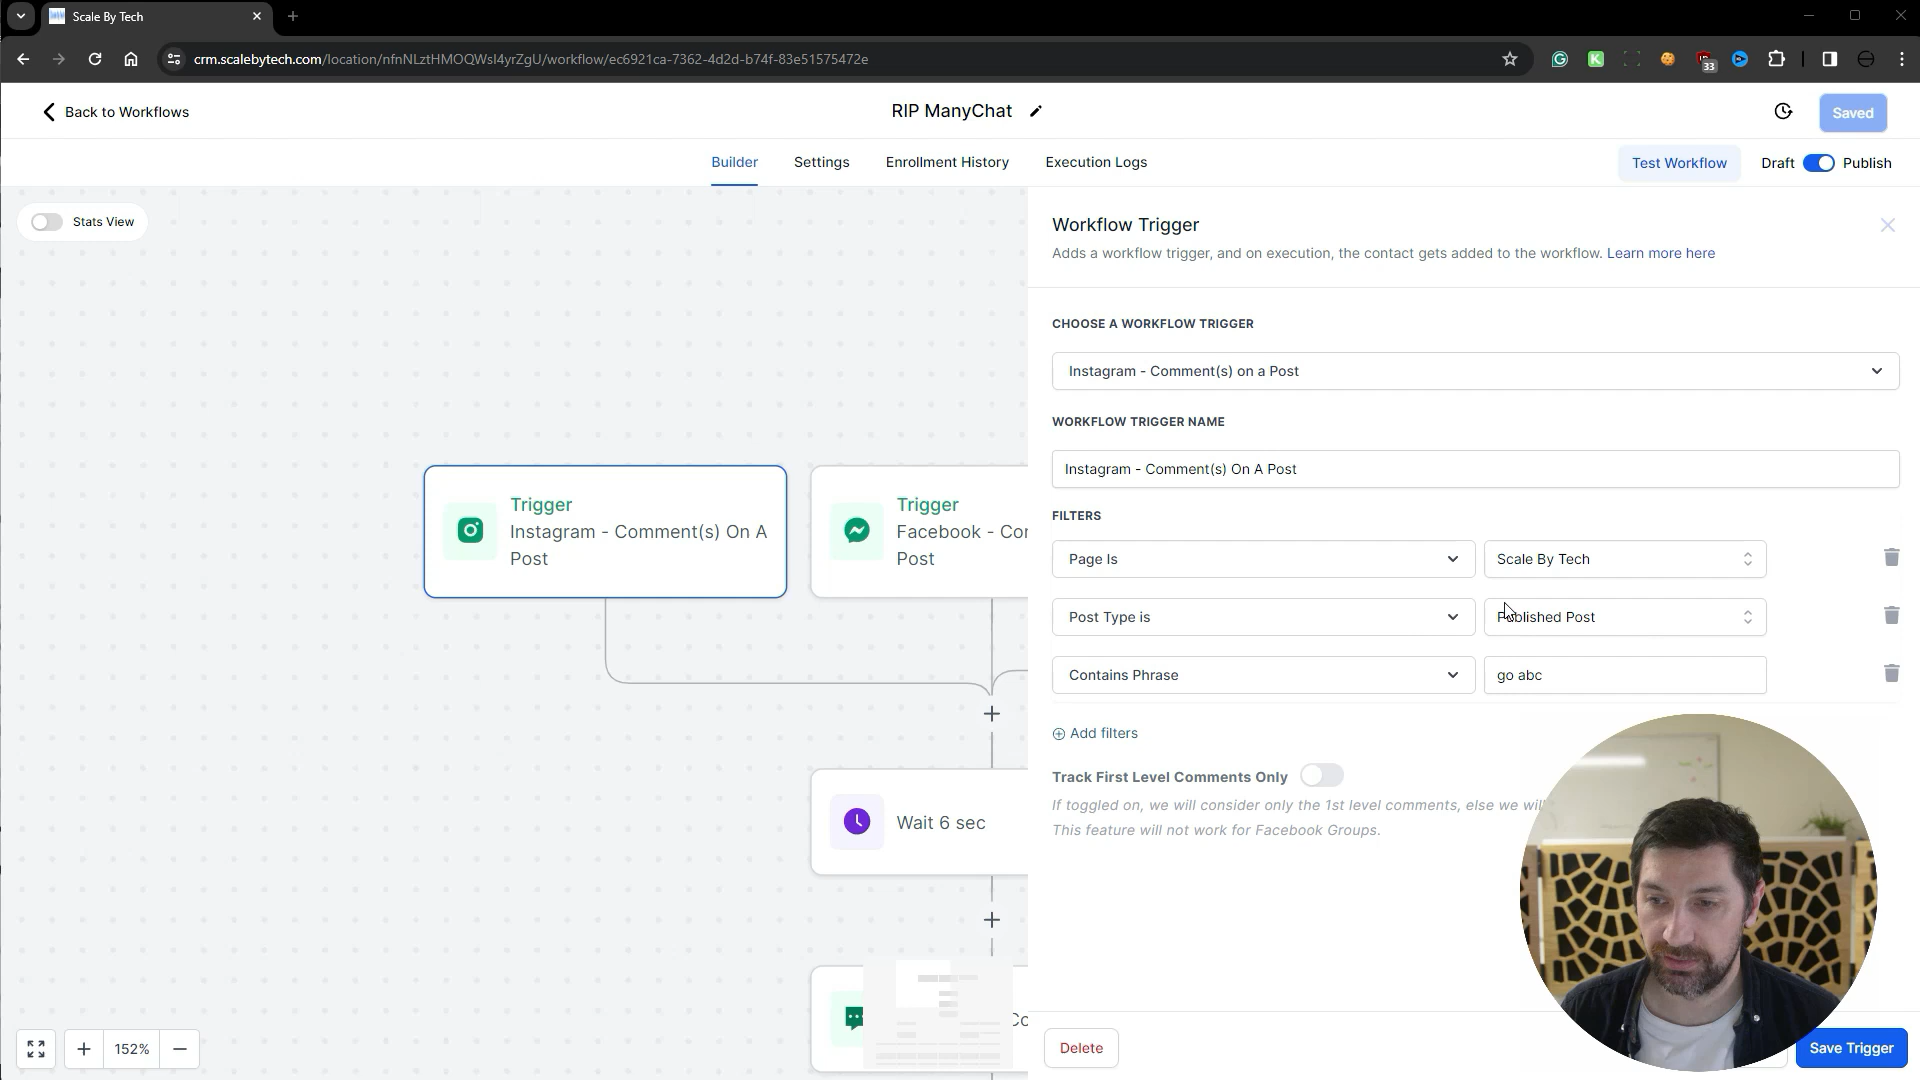 Scale By Tech
crm.scalebytech.com/location/nfnNLztHMOQWsl4yrZgU/workflow/ec6921ca-7362-4d2d-b74f-83e51575472e
33
Back to Workflows
RIP ManyChat
Saved
Builder
Settings
Enrollment History
Execution Logs
Test Workflow
Draft
Publish
Stats View
Workflow Trigger
Adds a workflow trigger, and on execution, the contact gets added to the workflow. Learn more here
CHOOSE A WORKFLOW TRIGGER
Instagram - Comment(s) on a Post
WORKFLOW TRIGGER NAME
Instagram - Comment(s) On A Post
FILTERS
Page Is
Scale By Tech
Post Type is
Published Post
Contains Phrase
go abc
Add filters
Track First Level Comments Only
If toggled on, we will consider only the 1st level comments, else we will
This feature will not work for Facebook Groups.
Trigger
Instagram - Comment(s) On A
Post
Trigger
Facebook - Cor
Post
Wait 6 sec
Co
152%
Delete
Save Trigger